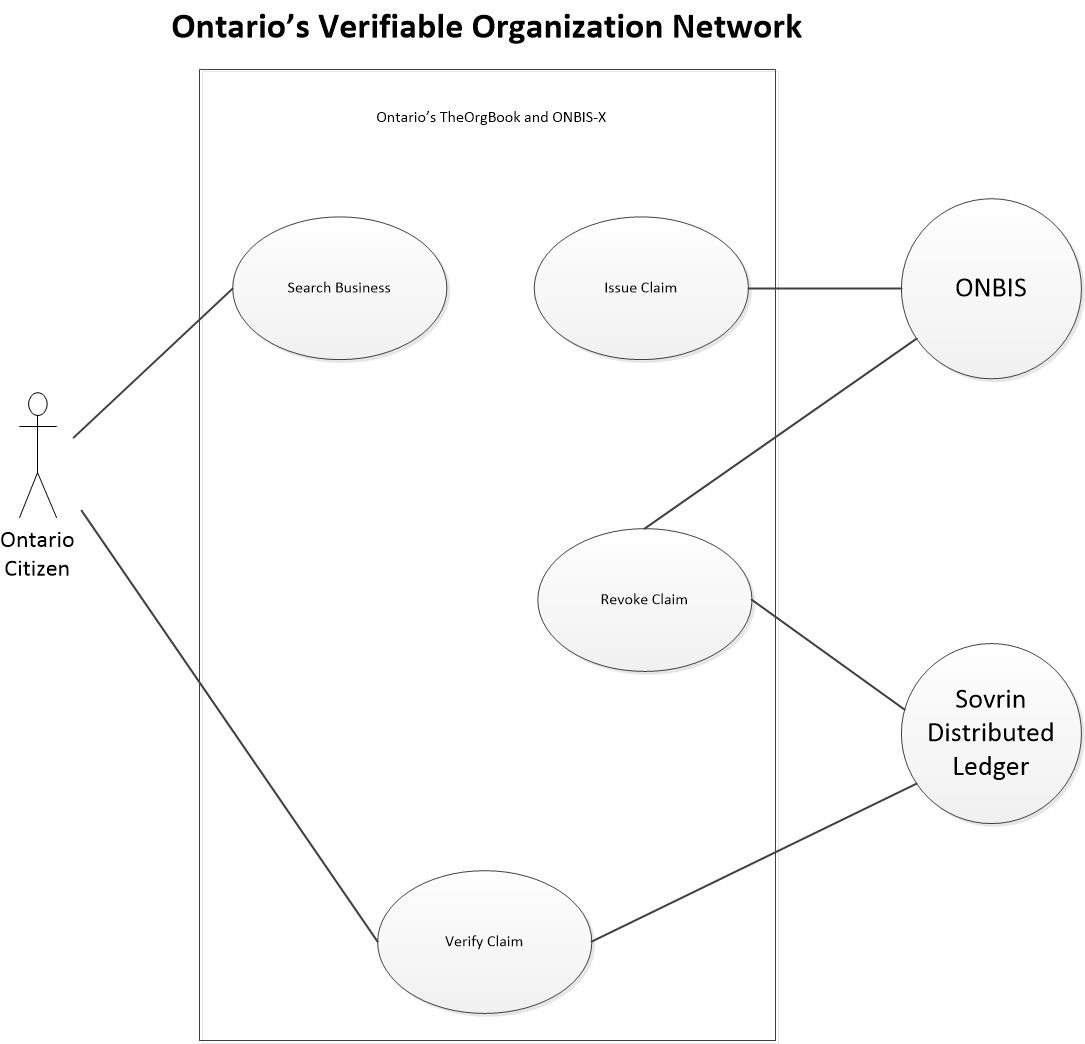 Ontario’s Verifiable Organization Network
Ontario’s TheOrgBook and ONBIS-X
Search Business
Issue Claim
ONBIS
Ontario
Citizen
Revoke Claim
Sovrin
Distributed
Ledger
Verify Claim